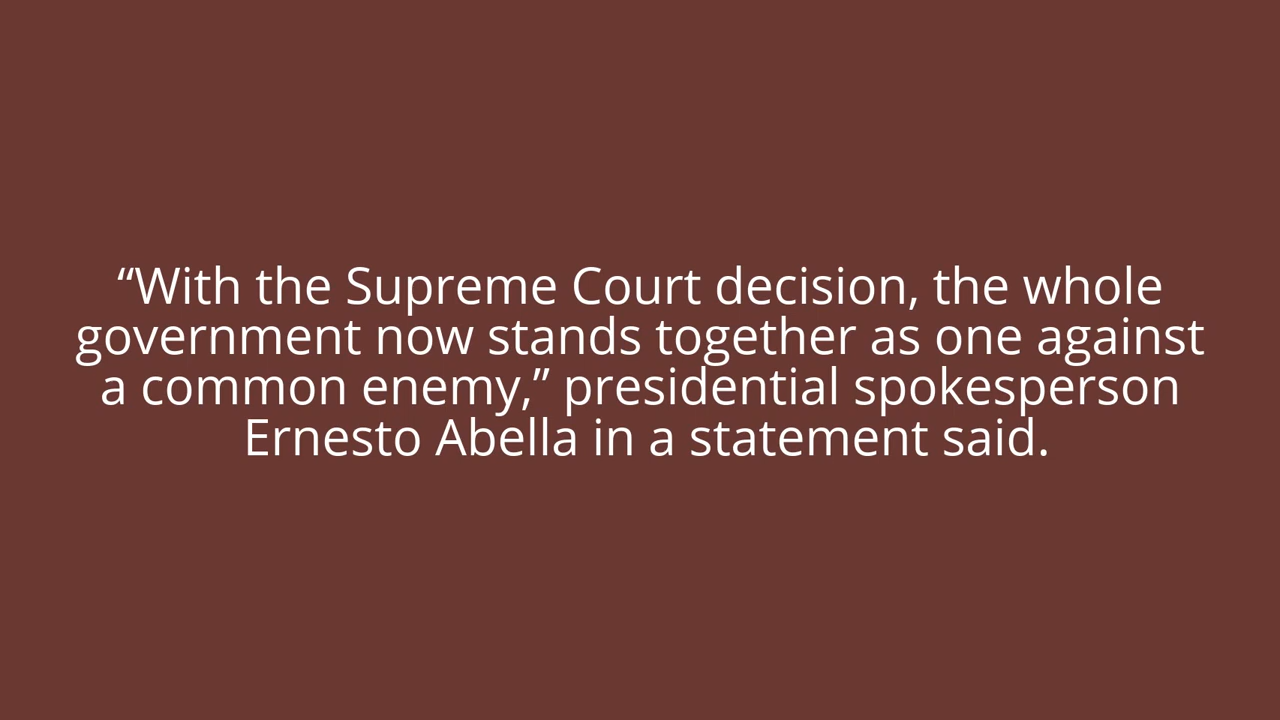 “With the Supreme Court decision, the whole
government now stands together as one against
a common enemy,” presidential spokesperson
Ernesto Abella in a statement said.